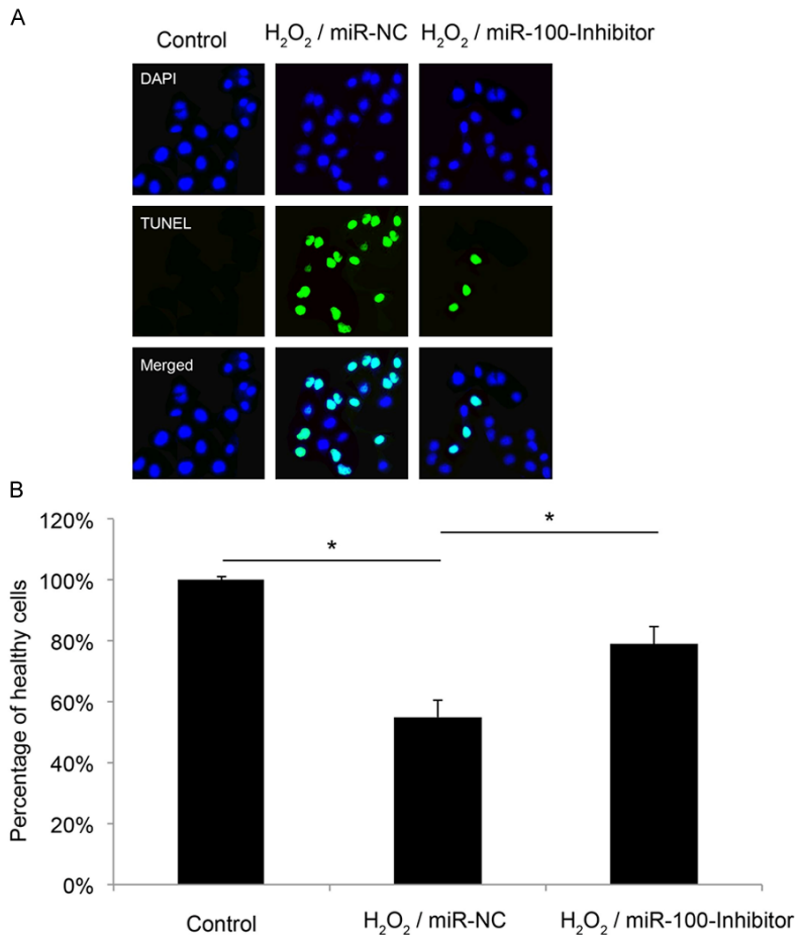 A
Control
H₂O₂ / miR-NC
H₂O₂ / miR-100-Inhibitor
DAPI
TUNEL
Merged
B
Percentage of healthy cells
120%
100%
80%
60%
40%
20%
0%
*
*
Control
H₂O₂ / miR-NC
H₂O₂ / miR-100-Inhibitor